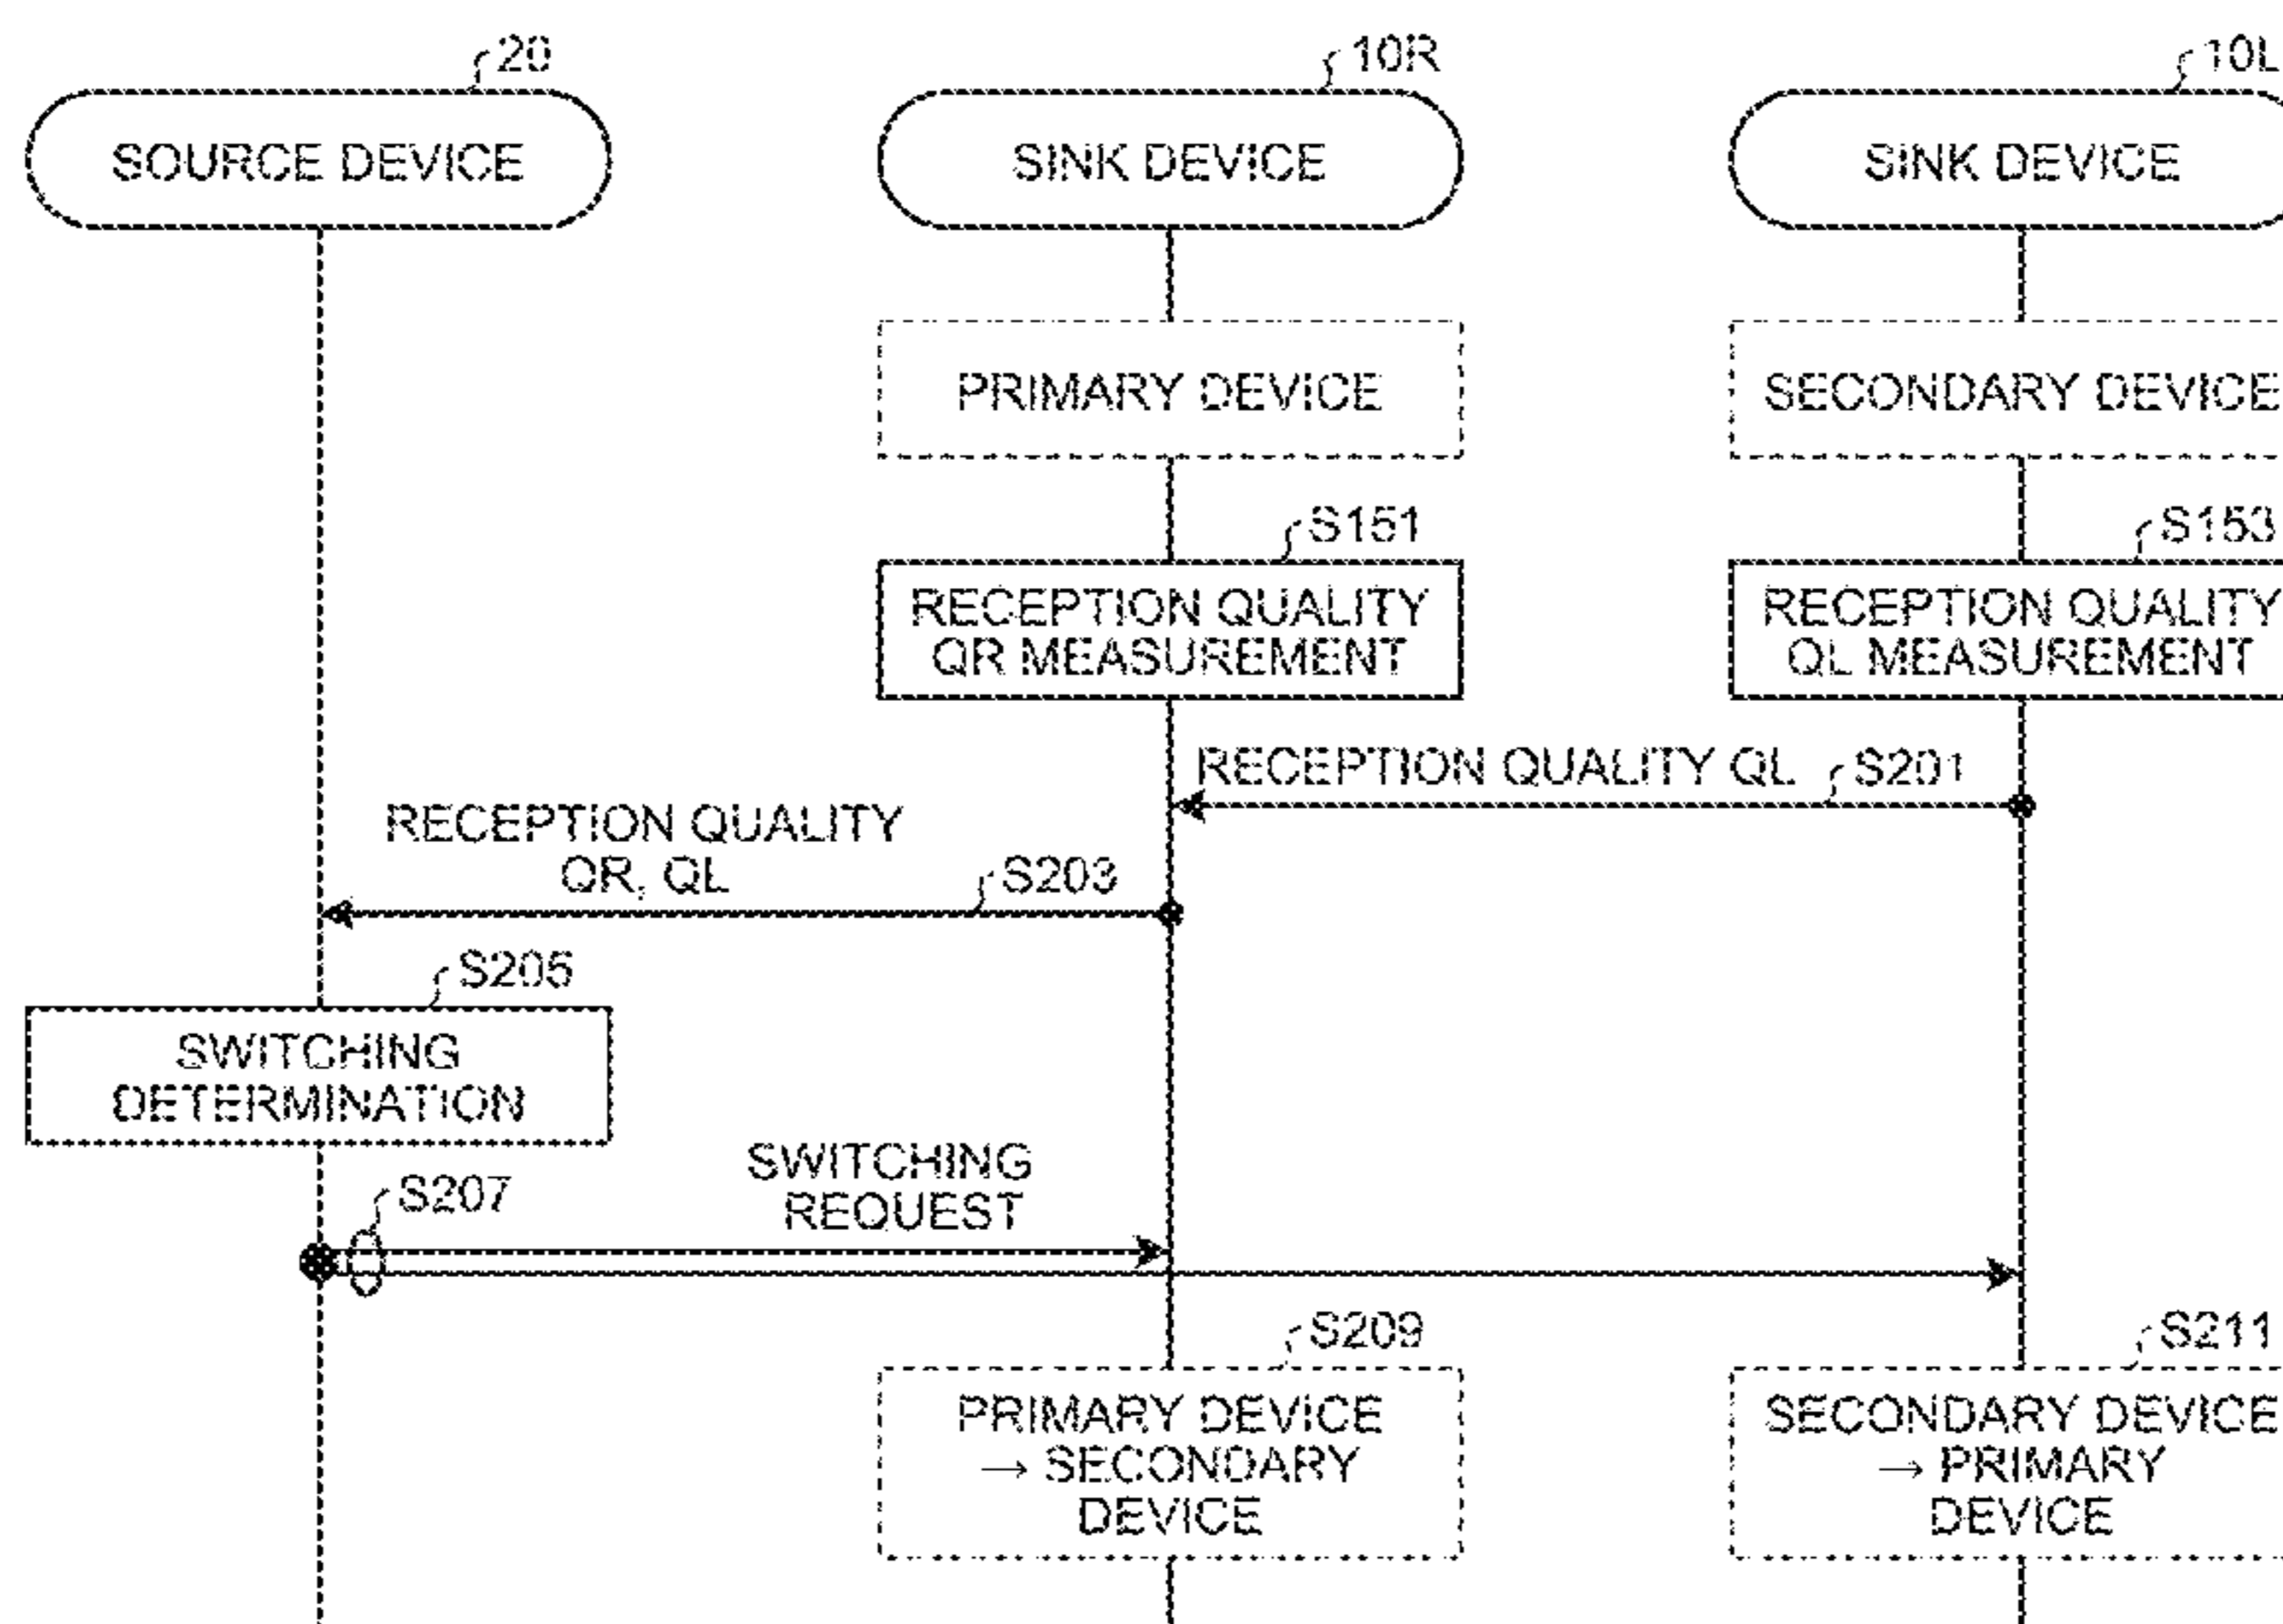 20
10R
10L
SOURCE DEVICE
SINK DEVICE
SINK DEVICE
PRIMARY DEVICE
SECONDARY DEVICE
S151
S153
RECEPTION QUALITY
QR MEASUREMENT
RECEPTION QUALITY
QL MEASUREMENT
RECEPTION QUALITY QL
S201
RECEPTION QUALITY
QR, QL
S203
S205
SWITCHING
DETERMINATION
SWITCHING
REQUEST
S207
S209
S211
PRIMARY DEVICE
→ SECONDARY
DEVICE
SECONDARY DEVICE
→ PRIMARY
DEVICE